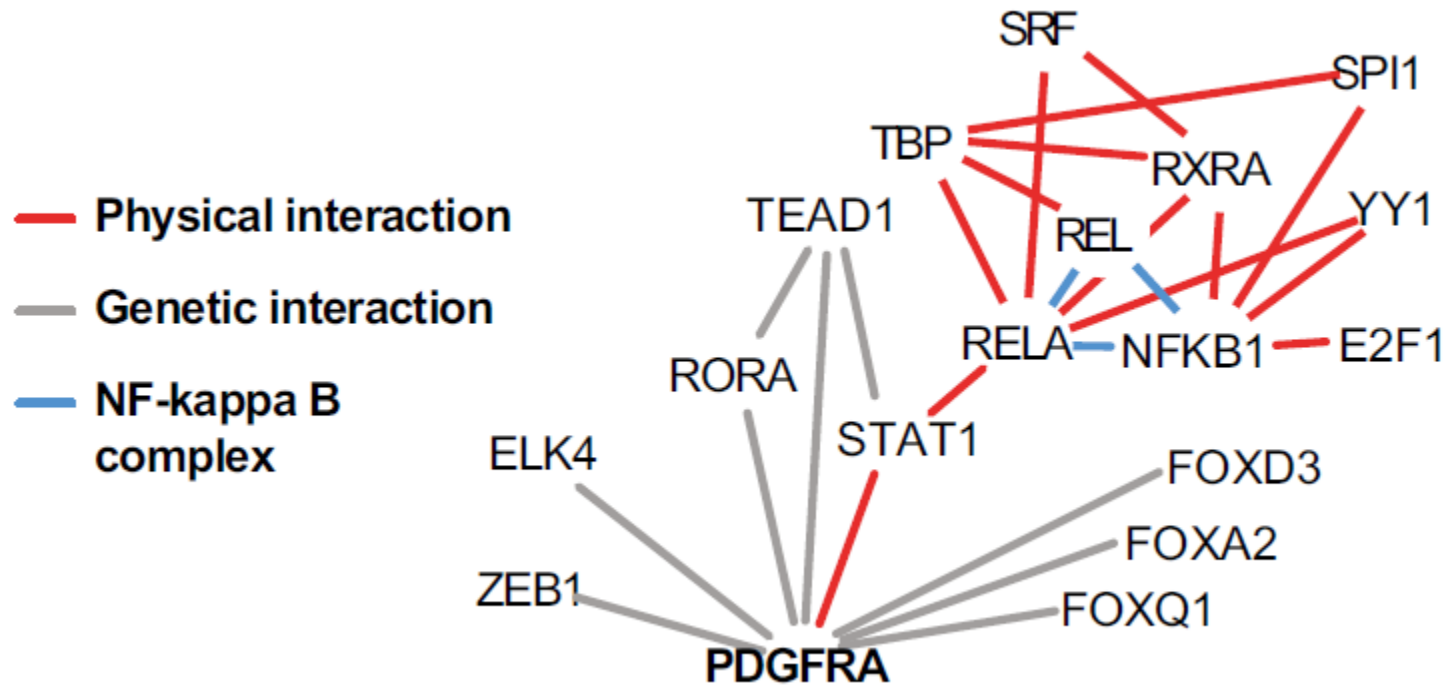 SRF
SPI1
TBP
RXRA
Physical interaction
TEAD1
REL
YY1
Genetic interaction
RELA
NFKB1
E2F1
RORA
NF-kappa B
complex
STAT1
ELK4
FOXD3
FOXA2
ZEB1
FOXQ1
PDGFRA